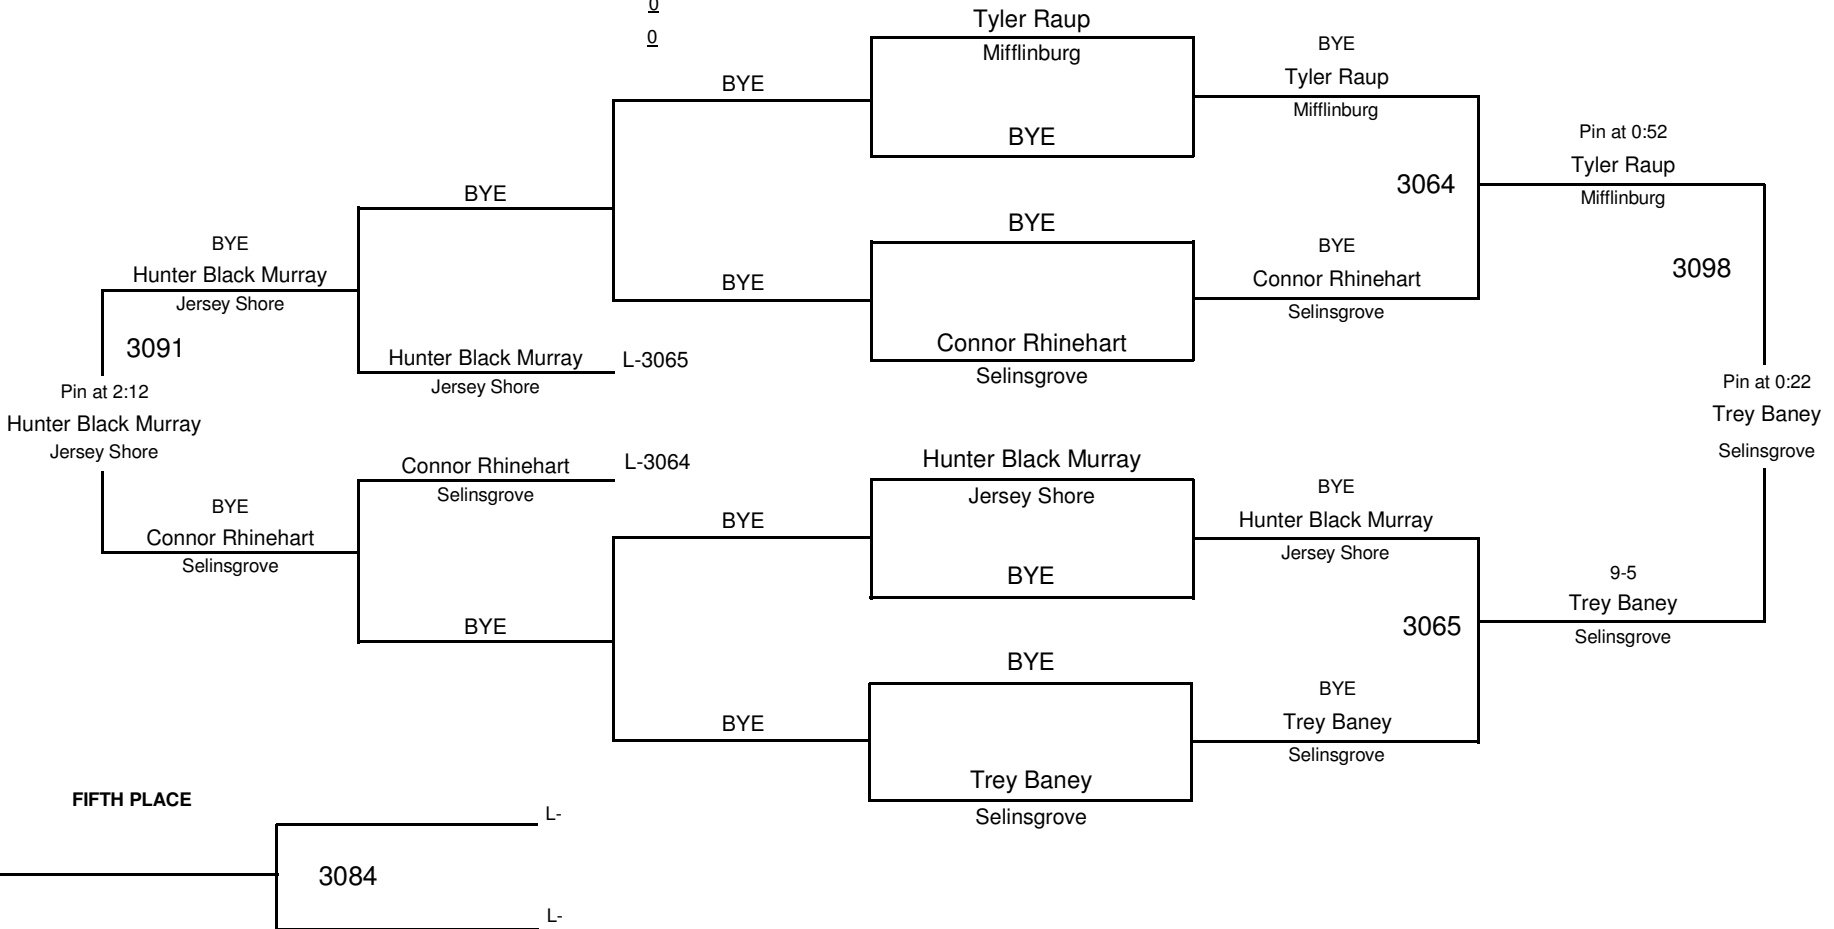 0
0
Tyler Raup
Mifflinburg
BYE
BYE
Tyler Raup
Mifflinburg
BYE
BYE
Pin at 0:52
Tyler Raup
Mifflinburg
3064
BYE
BYE
BYE
Hunter Black Murray
Jersey Shore
BYE
BYE
Connor Rhinehart
Selinsgrove
3098
3091
Hunter Black Murray
Jersey Shore
L-3065
Connor Rhinehart
Selinsgrove
Pin at 2:12
Hunter Black Murray
Jersey Shore
Pin at 0:22
Trey Baney
Selinsgrove
Connor Rhinehart
Selinsgrove
L-3064
Hunter Black Murray
Jersey Shore
BYE
Connor Rhinehart
Selinsgrove
BYE
BYE
BYE
Hunter Black Murray
Jersey Shore
9-5
Trey Baney
Selinsgrove
BYE
3065
BYE
BYE
BYE
Trey Baney
Selinsgrove
Trey Baney
Selinsgrove
FIFTH PLACE
L-
3084
L-